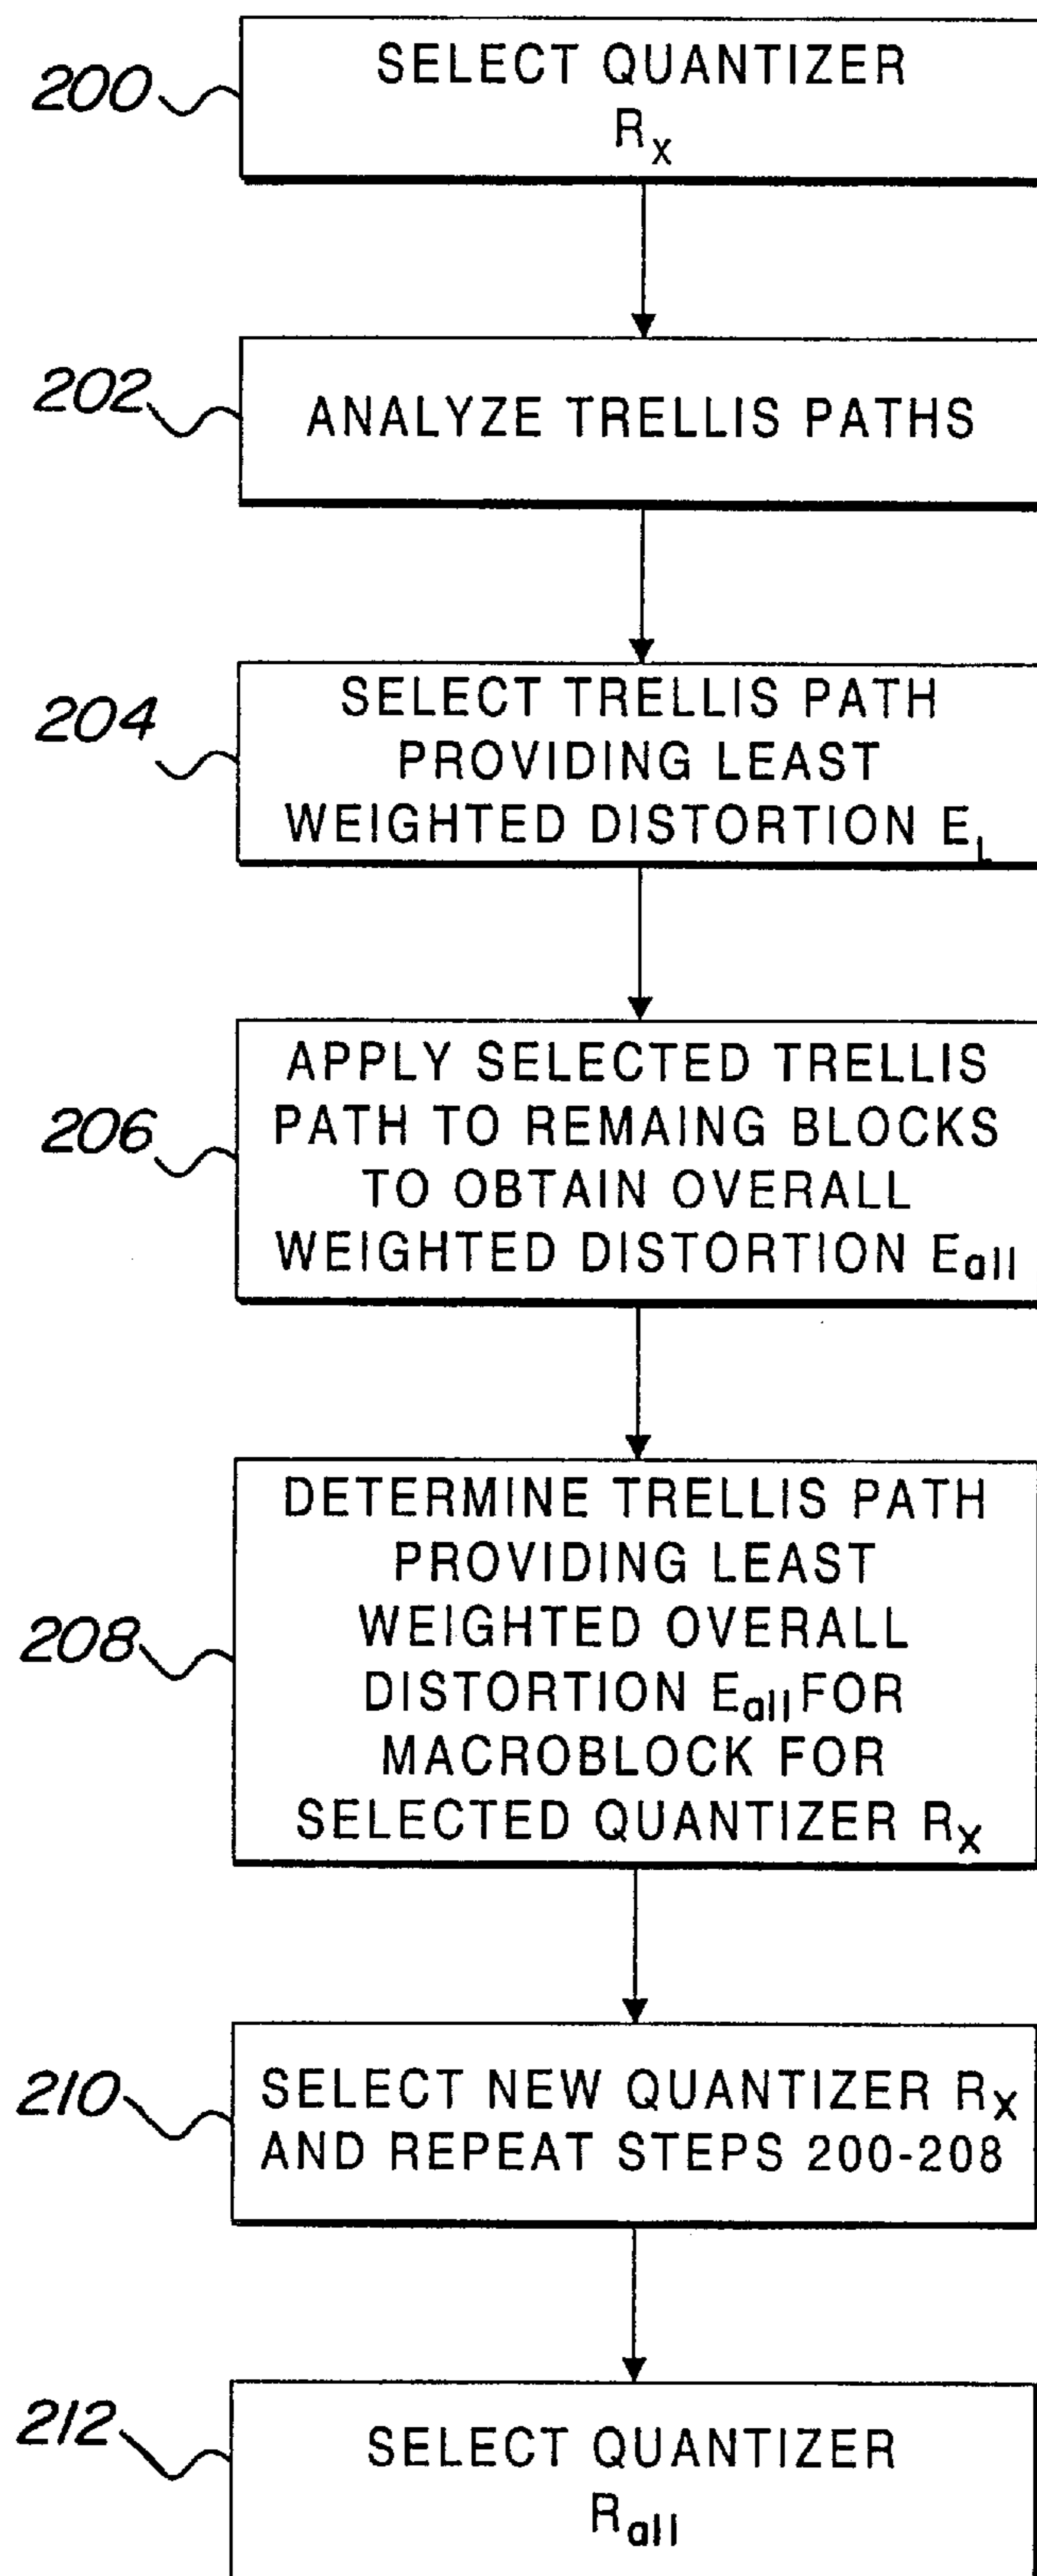 200
SELECT QUANTIZER
Rx
202
ANALYZE TRELLIS PATHS
204
SELECT TRELLIS PATH
PROVIDING LEAST
WEIGHTED DISTORTION EL
206
APPLY SELECTED TRELLIS
PATH TO REMAING BLOCKS
TO OBTAIN OVERALL
WEIGHTED DISTORTION Eall
208
DETERMINE TRELLIS PATH
PROVIDING LEAST
WEIGHTED OVERALL
DISTORTION Eall FOR
MACROBLOCK FOR
SELECTED QUANTIZER Rx
210
SELECT NEW QUANTIZER Rx
AND REPEAT STEPS 200-208
212
SELECT QUANTIZER
Rall